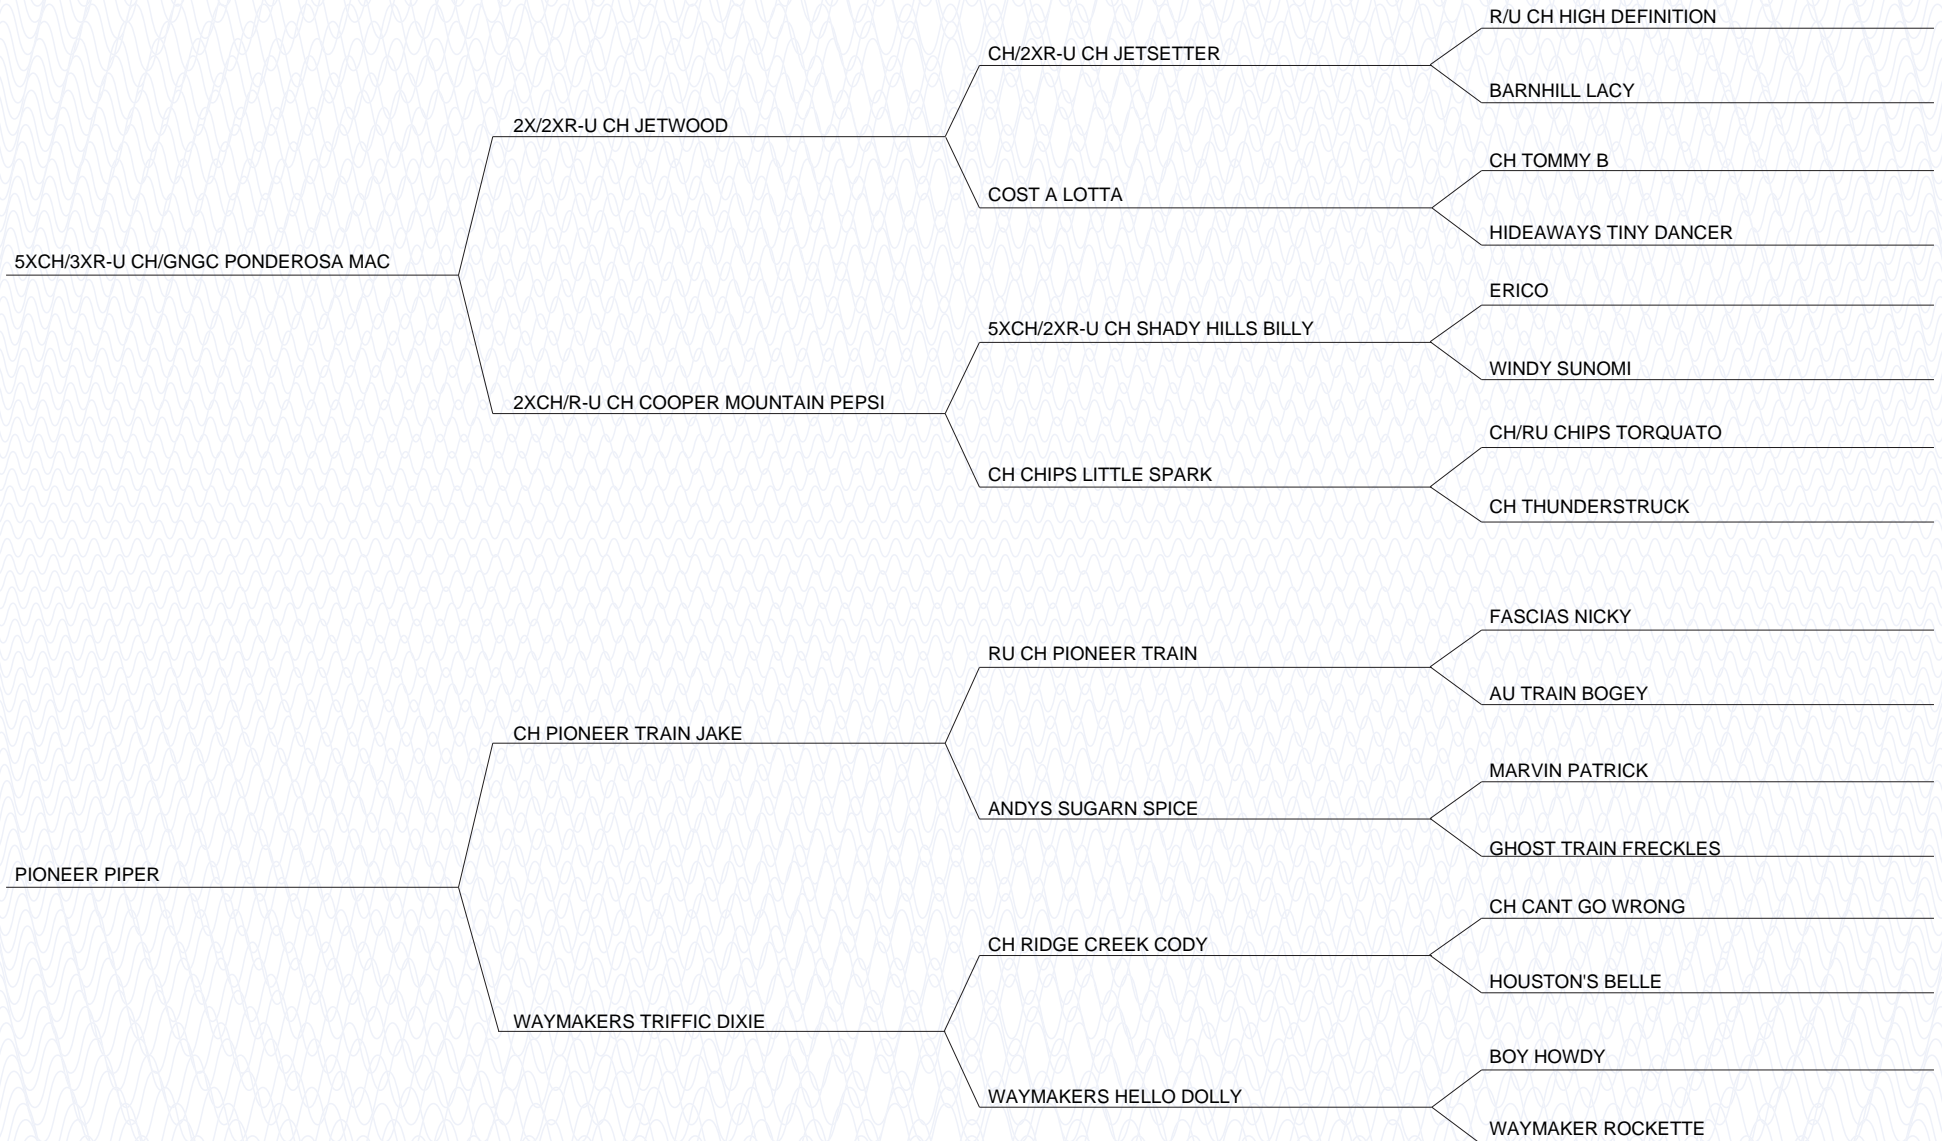 R/U CH HIGH DEFINITION
CH/2XR-U CH JETSETTER
BARNHILL LACY
2X/2XR-U CH JETWOOD
CH TOMMY B
COST A LOTTA
HIDEAWAYS TINY DANCER
5XCH/3XR-U CH/GNGC PONDEROSA MAC
ERICO
5XCH/2XR-U CH SHADY HILLS BILLY
WINDY SUNOMI
2XCH/R-U CH COOPER MOUNTAIN PEPSI
CH/RU CHIPS TORQUATO
CH CHIPS LITTLE SPARK
CH THUNDERSTRUCK
FASCIAS NICKY
RU CH PIONEER TRAIN
AU TRAIN BOGEY
CH PIONEER TRAIN JAKE
MARVIN PATRICK
ANDYS SUGARN SPICE
GHOST TRAIN FRECKLES
PIONEER PIPER
CH CANT GO WRONG
CH RIDGE CREEK CODY
HOUSTON'S BELLE
WAYMAKERS TRIFFIC DIXIE
BOY HOWDY
WAYMAKERS HELLO DOLLY
WAYMAKER ROCKETTE